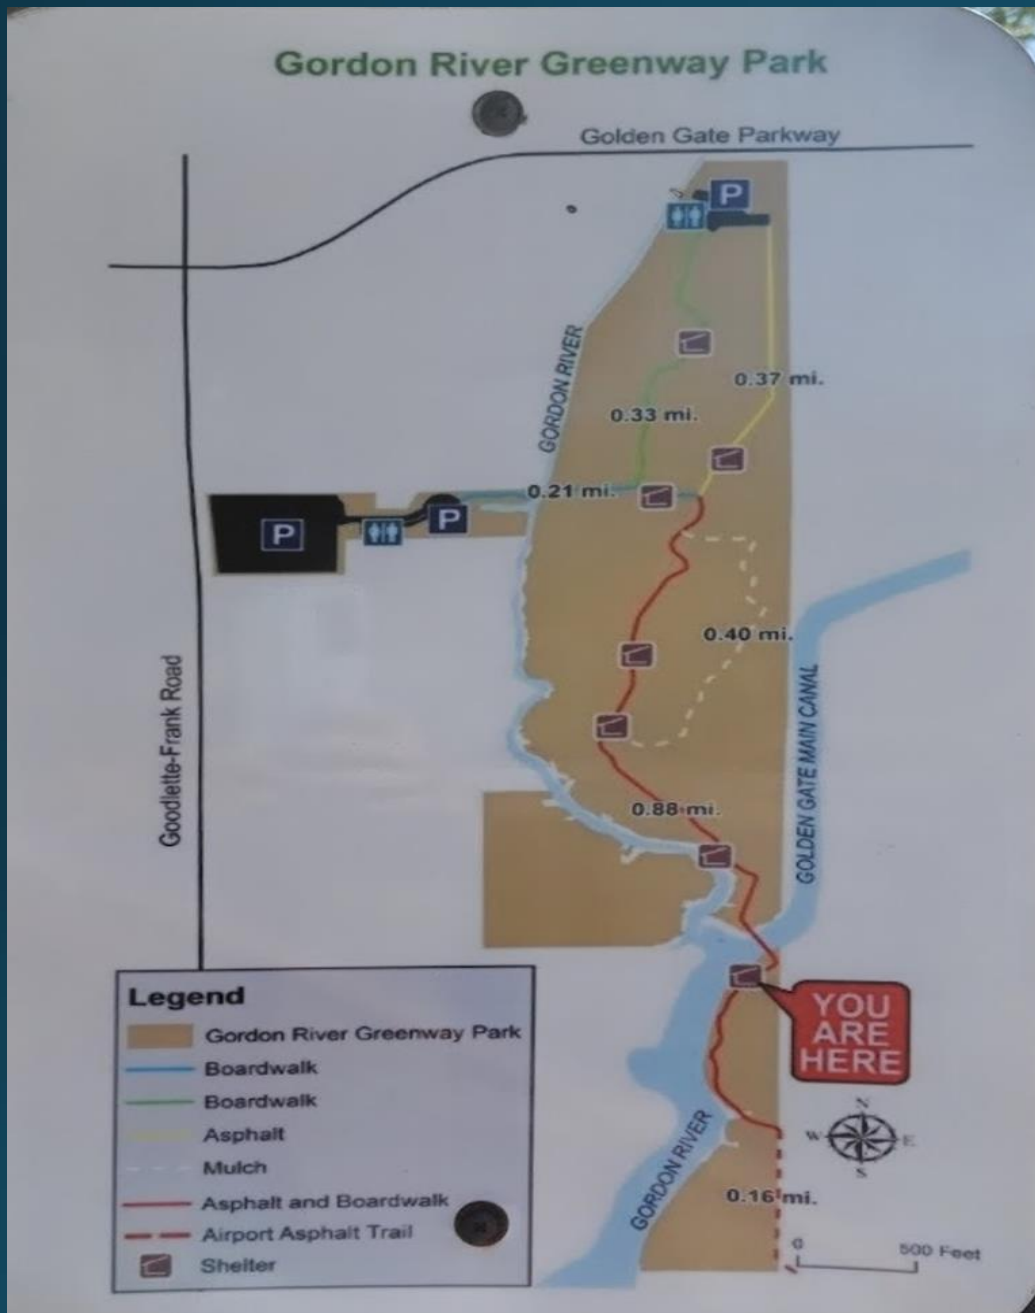 Gordon River Greenway Park
Golden Gate Parkway
P
GORDON RIVER
0.37 mi.
0.33 mi.
0.21 mi.
P
P
0.40 mi.
Goodlette-Frank Road
GOLDEN GATE MAIN CANAL
0.88 mi.
YOU
ARE
HERE
GORDON RIVER
N
W
E
S
0.16 mi.
0
500 Feet
Legend
Gordon River Greenway Park
Boardwalk
Boardwalk
Asphalt
Mulch
Asphalt and Boardwalk
Airport Asphalt Trail
Shelter